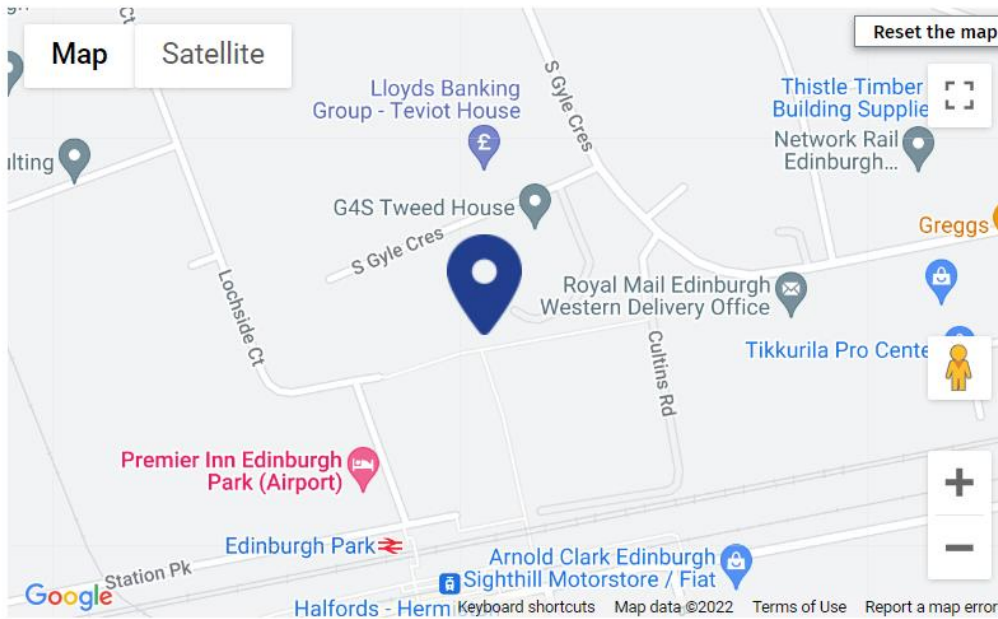 Map
Satellite
Reset the map
Lloyds Banking
Group - Teviot House
£
S Gyle Cres
Thistle Timber
Building Supplie
Network Rail
Edinburgh...
ulting
G4S Tweed House
Greggs
S Gyle Cres
Royal Mail Edinburgh
Western Delivery Office
Lochside Ct
Cultins Rd
Tikkurila Pro Cente
Premier Inn Edinburgh
Park (Airport)
Edinburgh Park
Station Pk
Arnold Clark Edinburgh
Sighthill Motorstore / Fiat
Google
Halfords - Hermiston
Keyboard shortcuts
Map data ©2022
Terms of Use
Report a map error
Ct